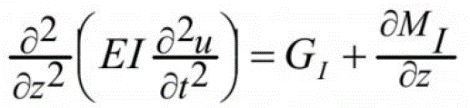 ∂²/∂z² (EI ∂²u/∂t²) = G_I + ∂M_I/∂z